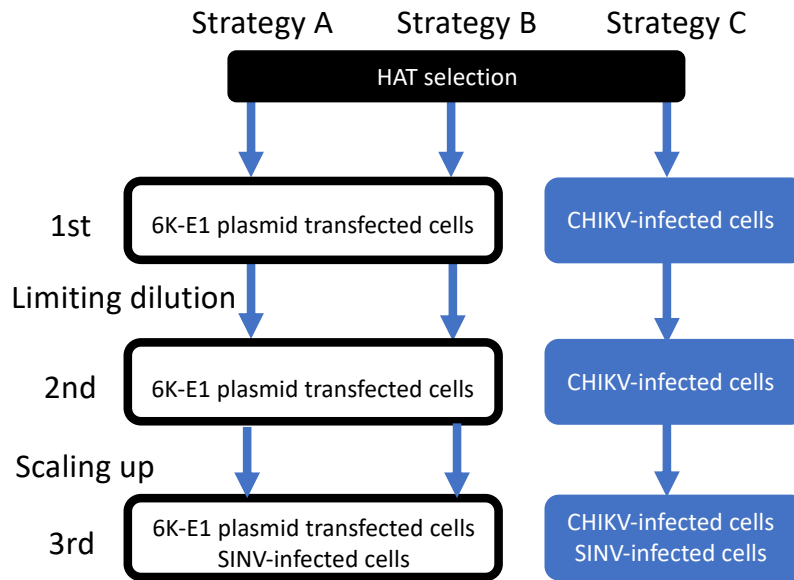 Strategy A Strategy B Strategy C
HAT selection
1st
6K-E1 plasmid transfected cells
CHIKV-infected cells
Limiting dilution
2nd
6K-E1 plasmid transfected cells
CHIKV-infected cells
Scaling up
3rd
6K-E1 plasmid transfected cells
SINV-infected cells
CHIKV-infected cells
SINV-infected cells